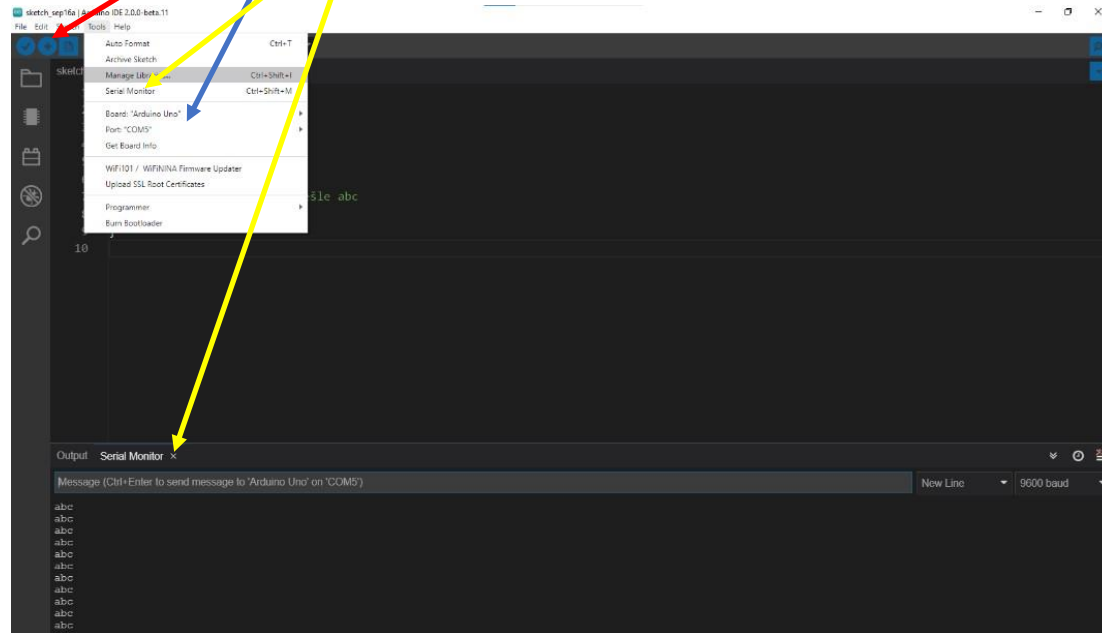 sketch_sep16a | Arduino IDE 2.0.0-beta.11
File Edit Tools Help
Auto Format Ctrl+T
Archive Sketch
Manage Ctrl+Shift+I
Serial Monitor Ctrl+Shift+M
Board: "Arduino Uno"
Port: "COM5"
Get Board Info
WiFi101 / WiFiNINA Firmware Updater
Upload SSL Root Certificates
Programmer
Burn Bootloader
abc
10
Output Serial Monitor ×
Message (Ctrl+Enter to send message to 'Arduino Uno' on 'COM5')
New Line 9600 baud
abc
abc
abc
abc
abc
abc
abc
abc
abc
abc
abc